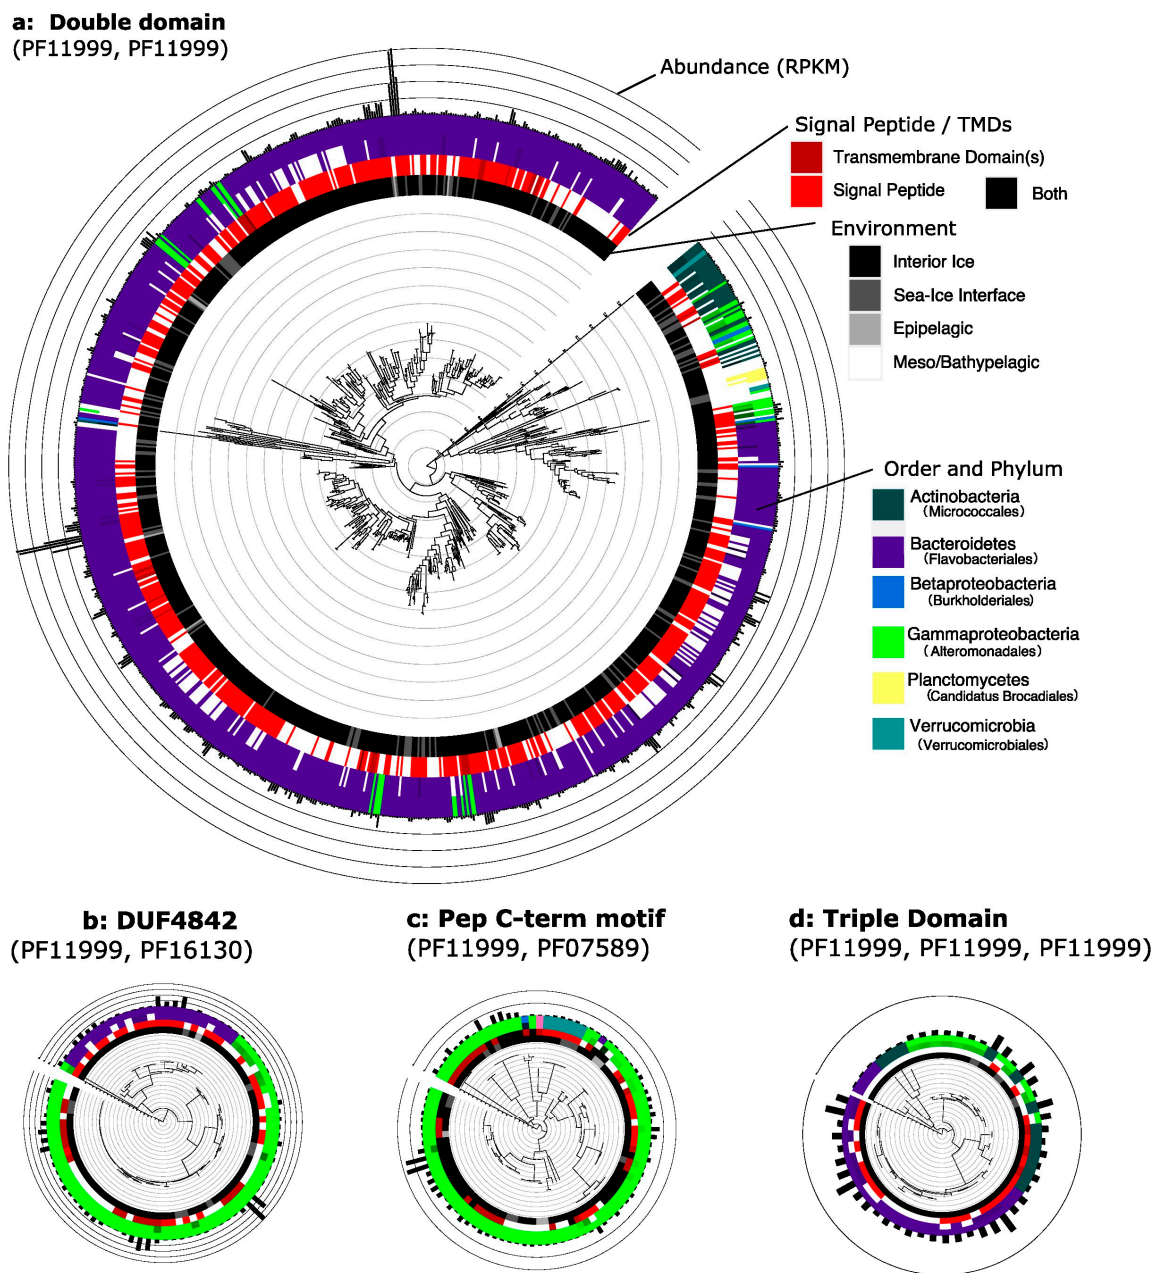 a:  Double domain
(PF11999, PF11999)
Abundance (RPKM)
Signal Peptide / TMDs
Transmembrane Domain(s)
Signal Peptide
Both
Environment
Interior Ice
Sea-Ice Interface
Epipelagic
Meso/Bathypelagic
Order and Phylum
Actinobacteria
(Micrococcales)
Bacteroidetes
(Flavobacteriales)
Betaproteobacteria
(Burkholderiales)
Gammaproteobacteria
(Alteromonadales)
Planctomycetes
(Candidatus Brocadiales)
Verrucomicrobia
(Verrucomicrobiales)
b: DUF4842
(PF11999, PF16130)
c: Pep C-term motif
(PF11999, PF07589)
d: Triple Domain
(PF11999, PF11999, PF11999)